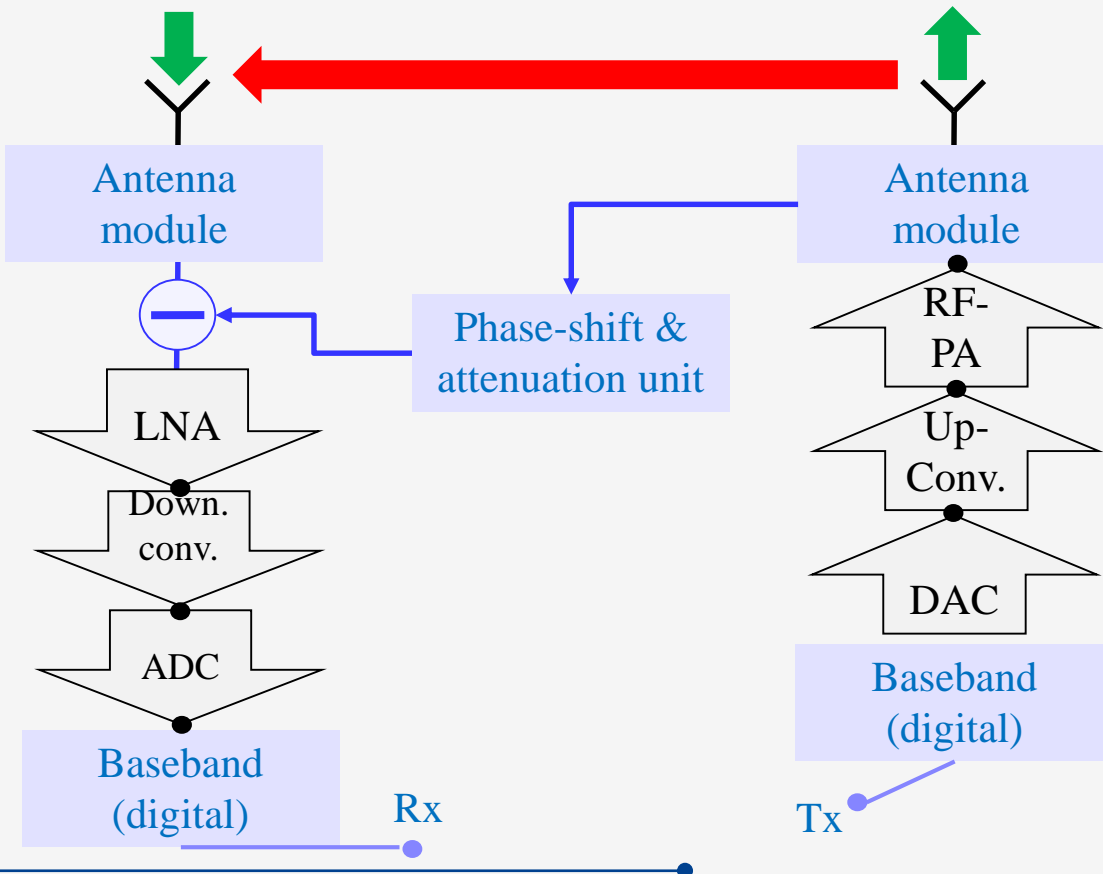 Antenna
module
Antenna
module
Phase-shift &
attenuation unit
RF-
PA
LNA
Up-
Conv.
Down.
conv.
DAC
ADC
Baseband
(digital)
Baseband
(digital)
Rx
Tx